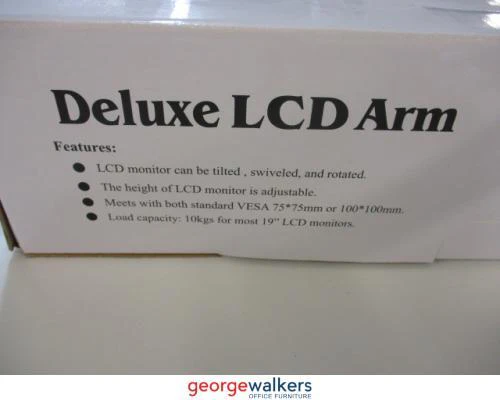 Deluxe LCD Arm
Features:
● LCD monitor can be tilted , swiveled, and rotated.
● The height of LCD monitor is adjustable.
● Meets with both standard VESA 75*75mm or 100*100mm.
● Load capacity: 10kgs for most 19" LCD monitors.
georgewalkers
OFFICE FURNITURE